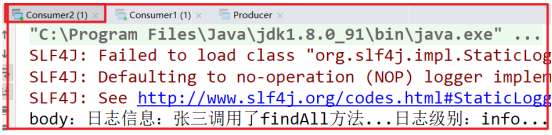 Consumer2 (1) × Consumer1 (1) × Producer ×
"C:\Program Files\Java\jdk1.8.0_91\bin\java.exe" ...
SLF4J: Failed to load class "org.slf4j.impl.StaticLogg
SLF4J: Defaulting to no-operation (NOP) logger implem
SLF4J: See http://www.slf4j.org/codes.html#StaticLogg
body：日志信息：张三调用了findAll方法...日志级别：info...